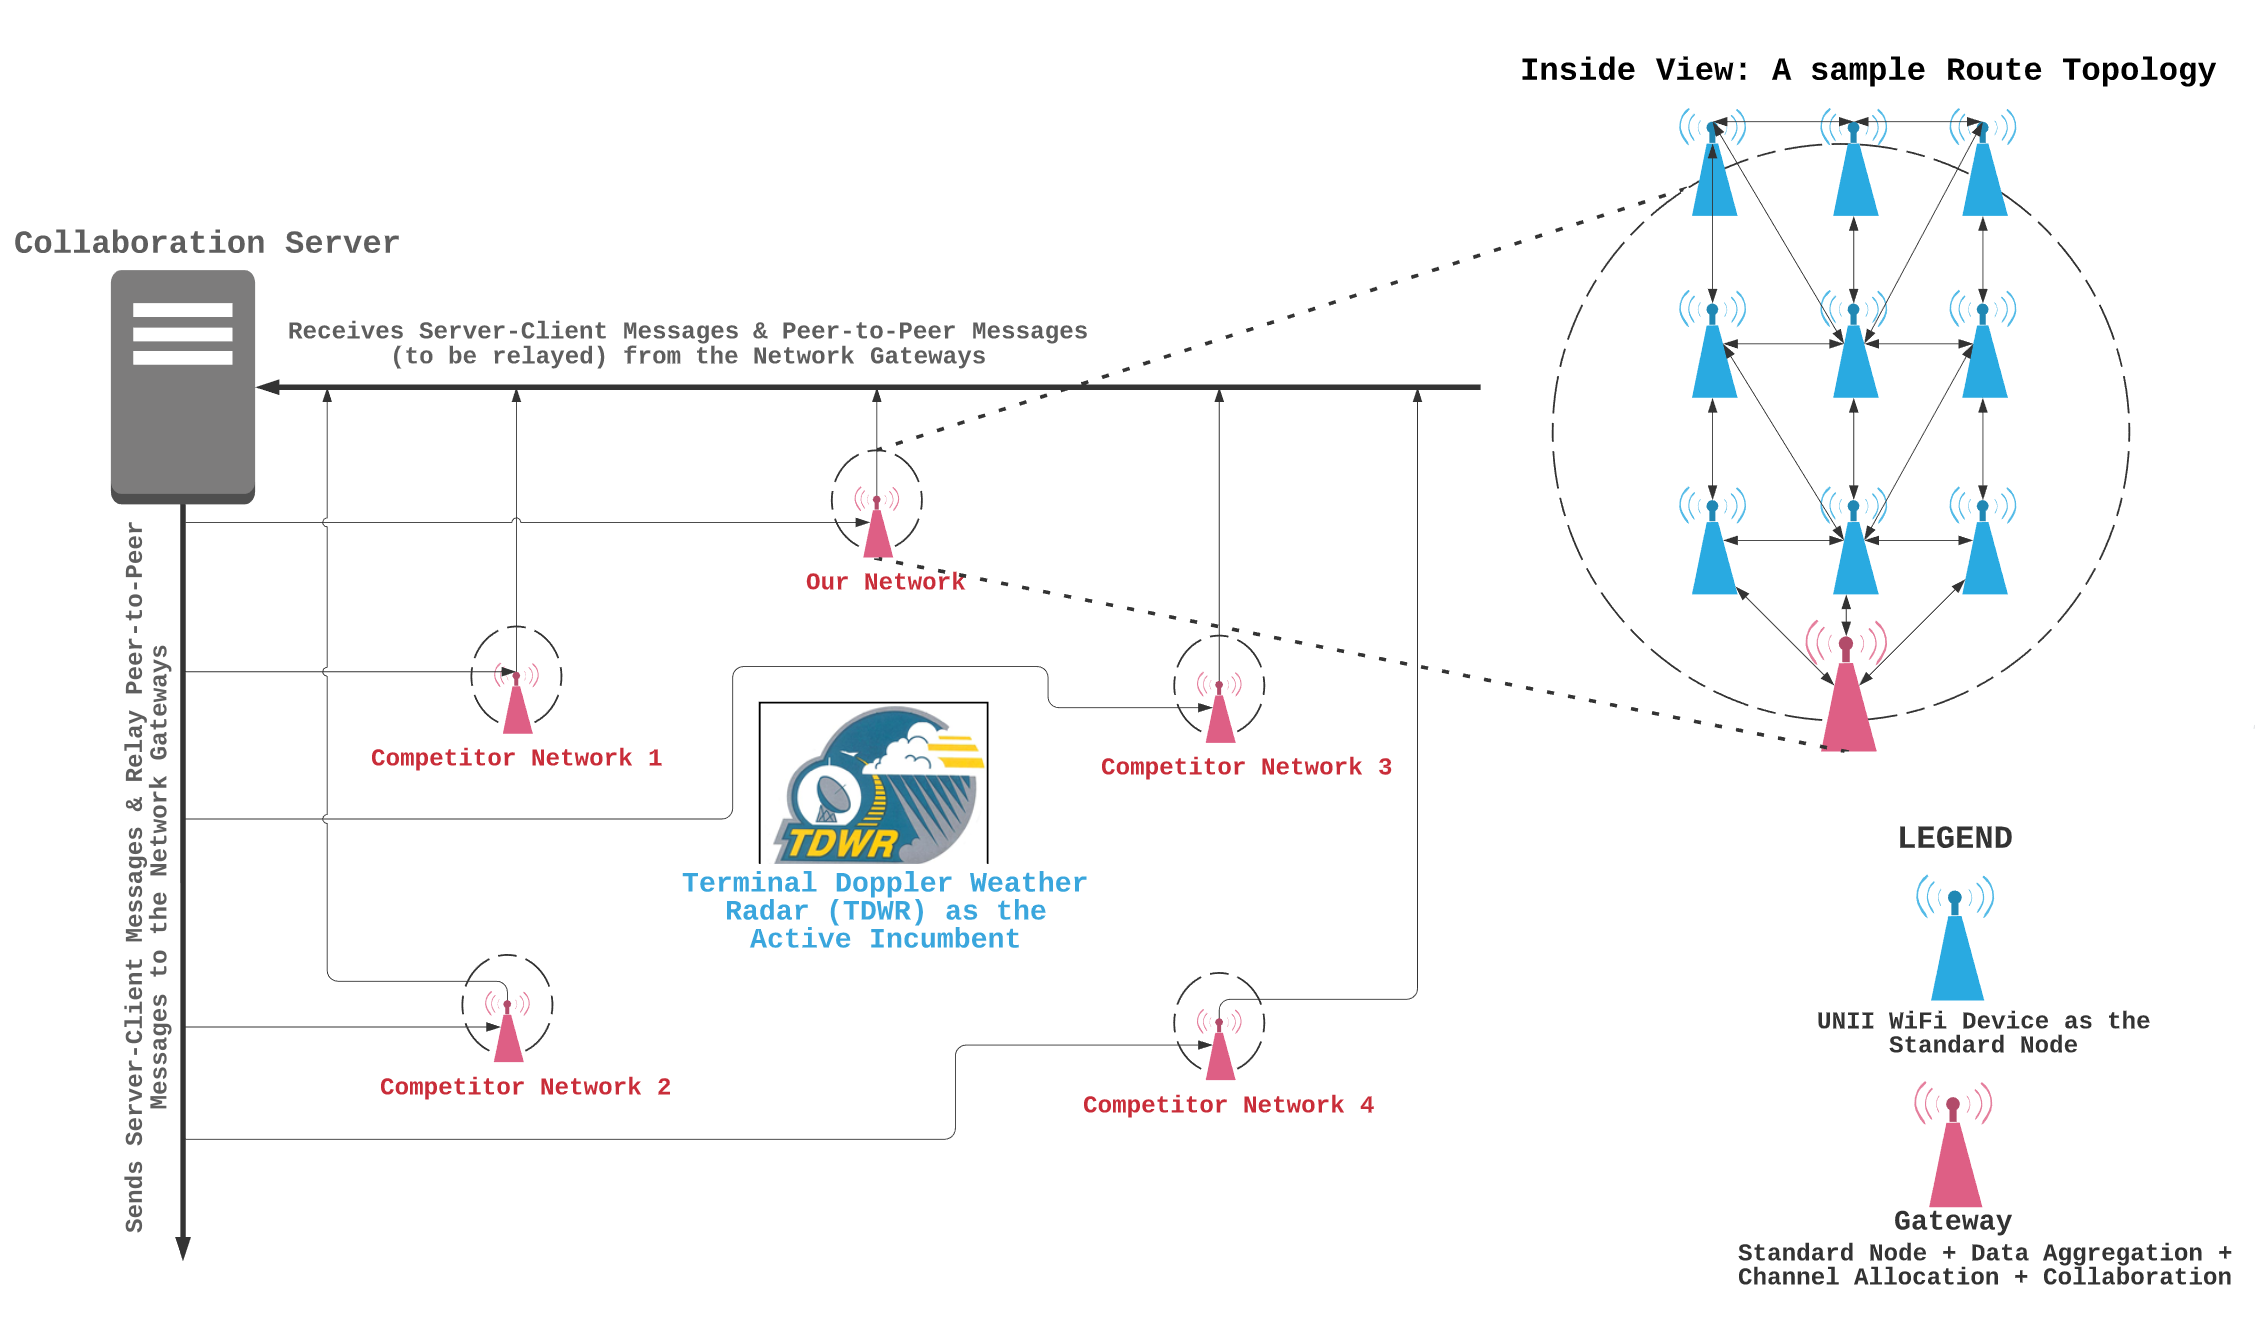 Inside View: A sample Route Topology
Collaboration Server
Receives Server-Client Messages & Peer-to-Peer Messages
(to be relayed) from the Network Gateways
Sends Server-Client Messages & Relay Peer-to-Peer
Messages to the Network Gateways
Our Network
Competitor Network 1
Competitor Network 3
TDWR
Terminal Doppler Weather
Radar (TDWR) as the
Active Incumbent
Competitor Network 2
Competitor Network 4
LEGEND
UNII WiFi Device as the
Standard Node
Gateway
Standard Node + Data Aggregation +
Channel Allocation + Collaboration